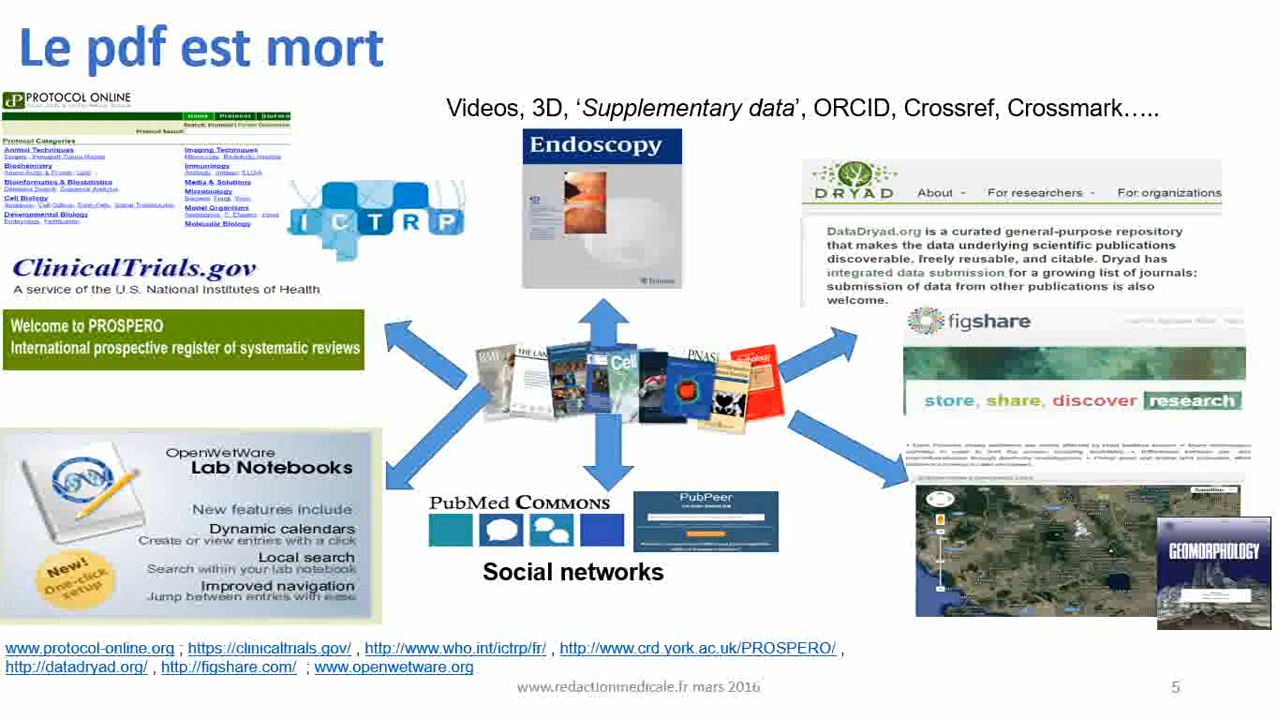 Le pdf est mort
PROTOCOL ONLINE
Home Protocol
Protocol Search
Protocol Categories
Animal Techniques
Biochemistry
Bioinformatics & Biostatistics
Cell Biology
Developmental Biology
Imaging Techniques
Immunology
Media & Solutions
Microbiology
Model Organisms
Molecular Biology
ICTRP
ClinicalTrials.gov
A service of the U.S. National Institutes of Health
Welcome to PROSPERO
International prospective register of systematic reviews
Videos, 3D, ‘Supplementary data’, ORCID, Crossref, Crossmark…..
Endoscopy
Thieme
DRYAD
About For researchers For organizations
DataDryad.org is a curated general-purpose repository
that makes the data underlying scientific publications
discoverable, freely reusable, and citable. Dryad has
integrated data submission for a growing list of journals;
submission of data from other publications is also
welcome.
figshare
store, share, discover research
BMJ
THE LAN
Cell
PNAS
Pathology
OpenWetWare
Lab Notebooks
New features include
Dynamic calendars
Create or view entries with a click
Local search
Search within your lab notebook
Improved navigation
Jump between entries with ease
New!
One-click
setup
PubMed Commons
PubPeer
Social networks
GEOMORPHOLOGY
www.protocol-online.org ; https://clinicaltrials.gov/ , http://www.who.int/ictrp/fr/ , http://www.crd.york.ac.uk/PROSPERO/ ,
http://datadryad.org/ , http://figshare.com/ ; www.openwetware.org
www.redactionmedicale.fr mars 2016
5